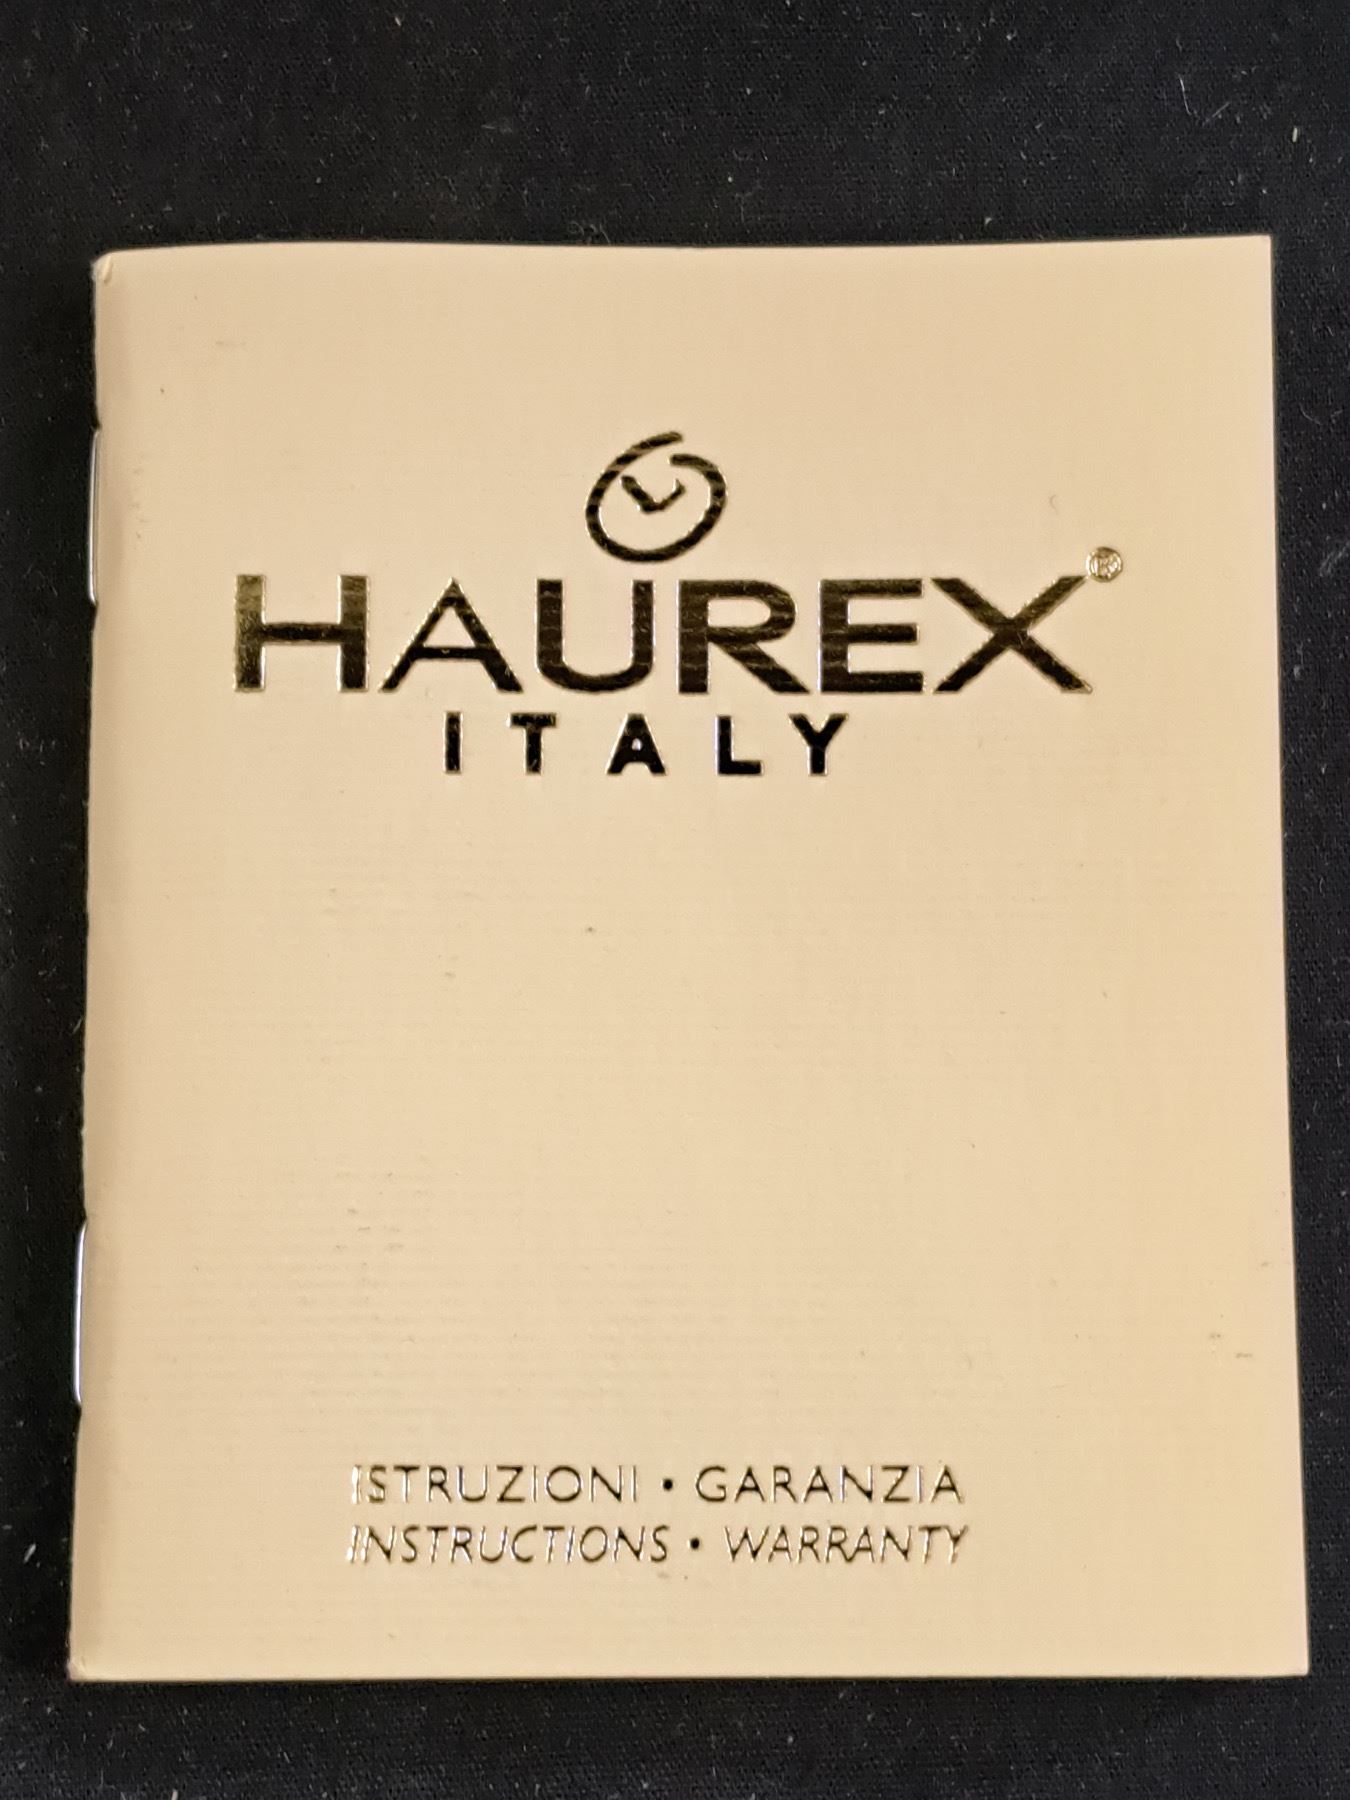 HAUREX®
ITALY
ISTRUZIONI • GARANZIA
INSTRUCTIONS • WARRANTY